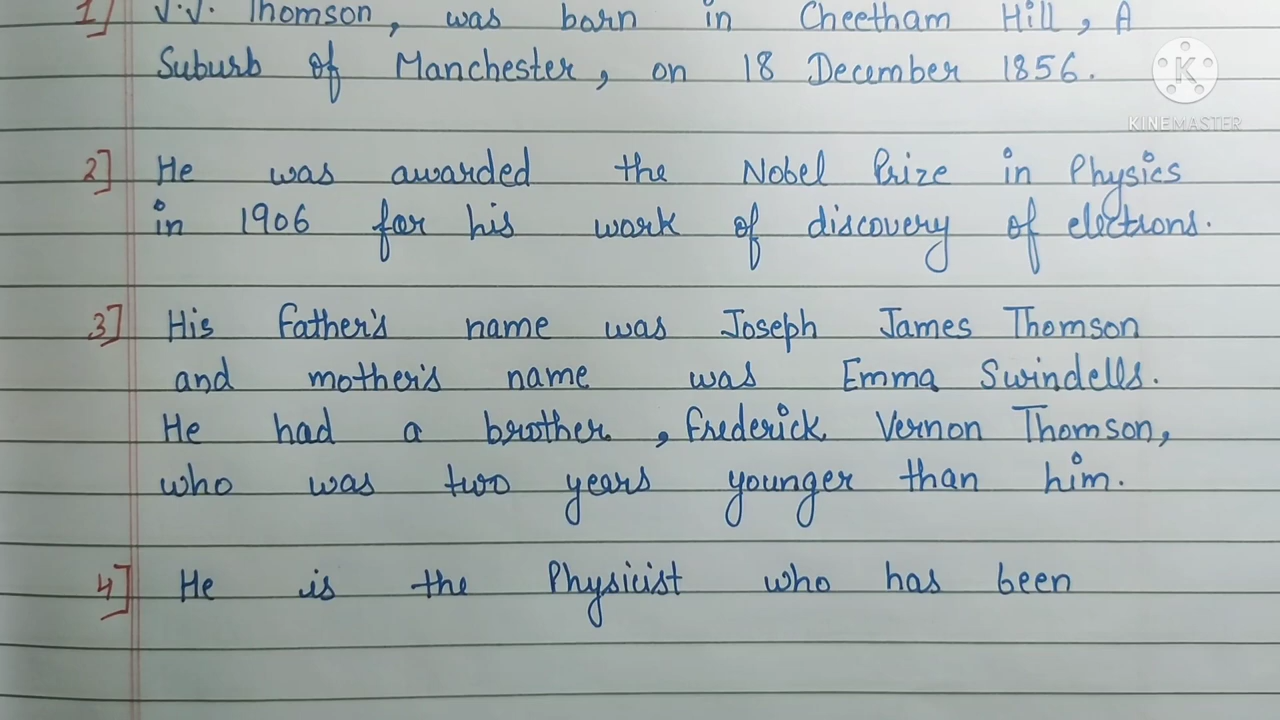 1] J.J. Thomson, was born in Cheetham Hill, A
Suburb of Manchester, on 18 December 1856.
KINEMASTER
2] He was awarded the Nobel Prize in Physics
in 1906 for his work of discovery of elections.
3] His Father's name was Joseph James Thomson
and mother's name was Emma Swindells.
He had a brother, Frederick Vernon Thomson,
who was two years younger than him.
4] He is the Physicist who has been